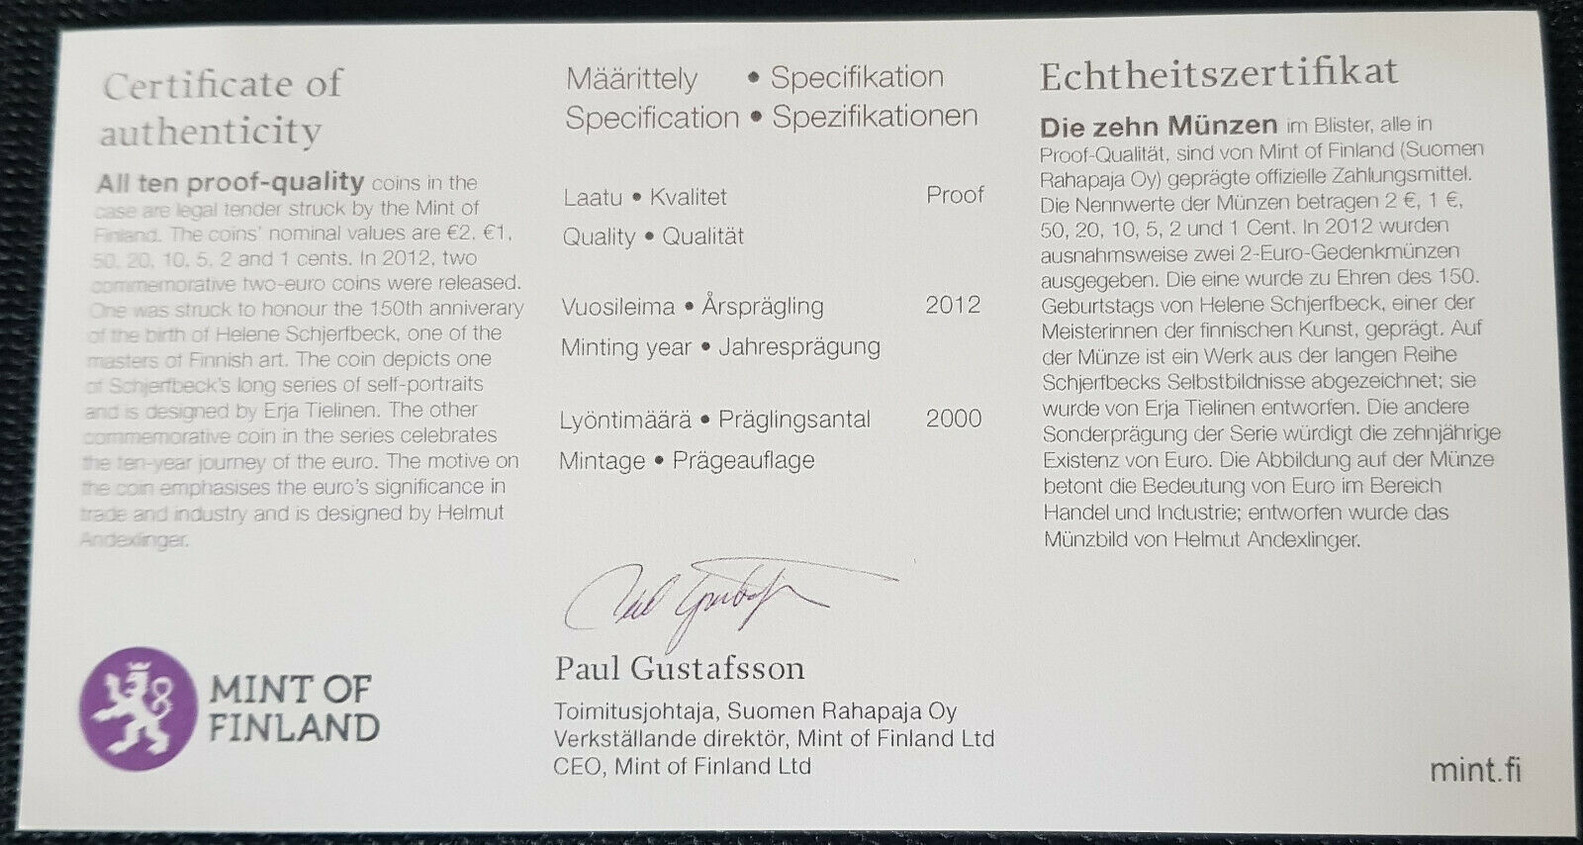 Certificate of
authenticity
All ten proof-quality coins in the
case are legal tender struck by the Mint of
Finland. The coins' nominal values are €2, €1,
50, 20, 10, 5, 2 and 1 cents. In 2012, two
commemorative two-euro coins were released.
One was struck to honour the 150th anniverary
of the birth of Helene Schjerfbeck, one of the
masters of Finnish art. The coin depicts one
of Schjerfbeck's long series of self-portraits
and is designed by Erja Tielinen. The other
commemorative coin in the series celebrates
the ten-year journey of the euro. The motive on
the coin emphasises the euro's significance in
trade and industry and is designed by Helmut
Andexlinger.
MINT OF
FINLAND
Määrittely • Specifikation
Specification • Spezifikationen
Laatu • Kvalitet Proof
Quality • Qualität
Vuosileima • Årsprägling 2012
Minting year • Jahresprägung
Lyöntimäärä • Präglingsantal 2000
Mintage • Prägeauflage
Paul Gustafsson
Toimitusjohtaja, Suomen Rahapaja Oy
Verkställande direktör, Mint of Finland Ltd
CEO, Mint of Finland Ltd
Echtheitszertifikat
Die zehn Münzen im Blister, alle in
Proof-Qualität, sind von Mint of Finland (Suomen
Rahapaja Oy) geprägte offizielle Zahlungsmittel.
Die Nennwerte der Münzen betragen 2 €, 1 €,
50, 20, 10, 5, 2 und 1 Cent. In 2012 wurden
ausnahmsweise zwei 2-Euro-Gedenkmünzen
ausgegeben. Die eine wurde zu Ehren des 150.
Geburtstags von Helene Schjerfbeck, einer der
Meisterinnen der finnischen Kunst, geprägt. Auf
der Münze ist ein Werk aus der langen Reihe
Schjerfbecks Selbstbildnisse abgezeichnet; sie
wurde von Erja Tielinen entworfen. Die andere
Sonderprägung der Serie würdigt die zehnjährige
Existenz von Euro. Die Abbildung auf der Münze
betont die Bedeutung von Euro im Bereich
Handel und Industrie; entworfen wurde das
Münzbild von Helmut Andexlinger.
mint.fi